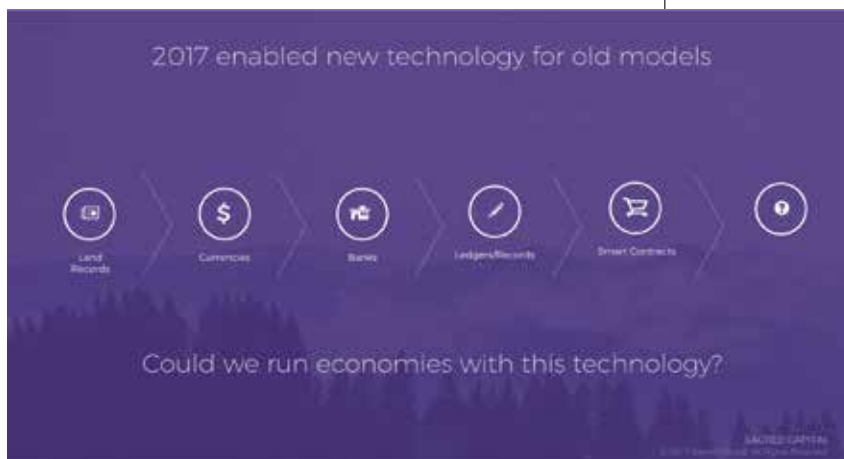 2017 enabled new technology for old models
$
Land
Records
Currencies
Banks
Ledgers/Records
Smart Contracts
?
Could we run economies with this technology?
SACRED CAPITAL